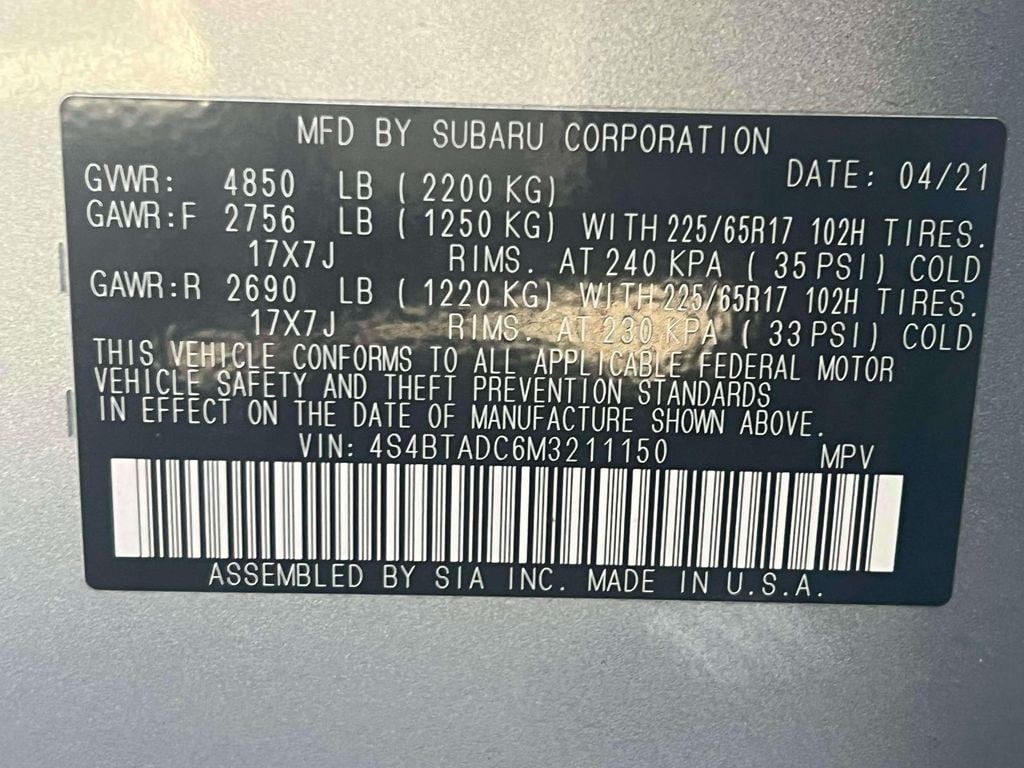 MFD BY SUBARU CORPORATION
DATE: 04/21
GVWR: 4850 LB ( 2200 KG)
GAWR:F 2756 LB ( 1250 KG) WITH 225/65R17 102H TIRES.
17X7J RIMS. AT 240 KPA ( 35 PSI) COLD
GAWR:R 2690 LB ( 1220 KG) WITH 225/65R17 102H TIRES.
17X7J RIMS. AT 230 KPA ( 33 PSI) COLD
THIS VEHICLE CONFORMS TO ALL APPLICABLE FEDERAL MOTOR
VEHICLE SAFETY AND THEFT PREVENTION STANDARDS
IN EFFECT ON THE DATE OF MANUFACTURE SHOWN ABOVE.
VIN: 4S4BTADC6M3211150 MPV
ASSEMBLED BY SIA INC. MADE IN U.S.A.